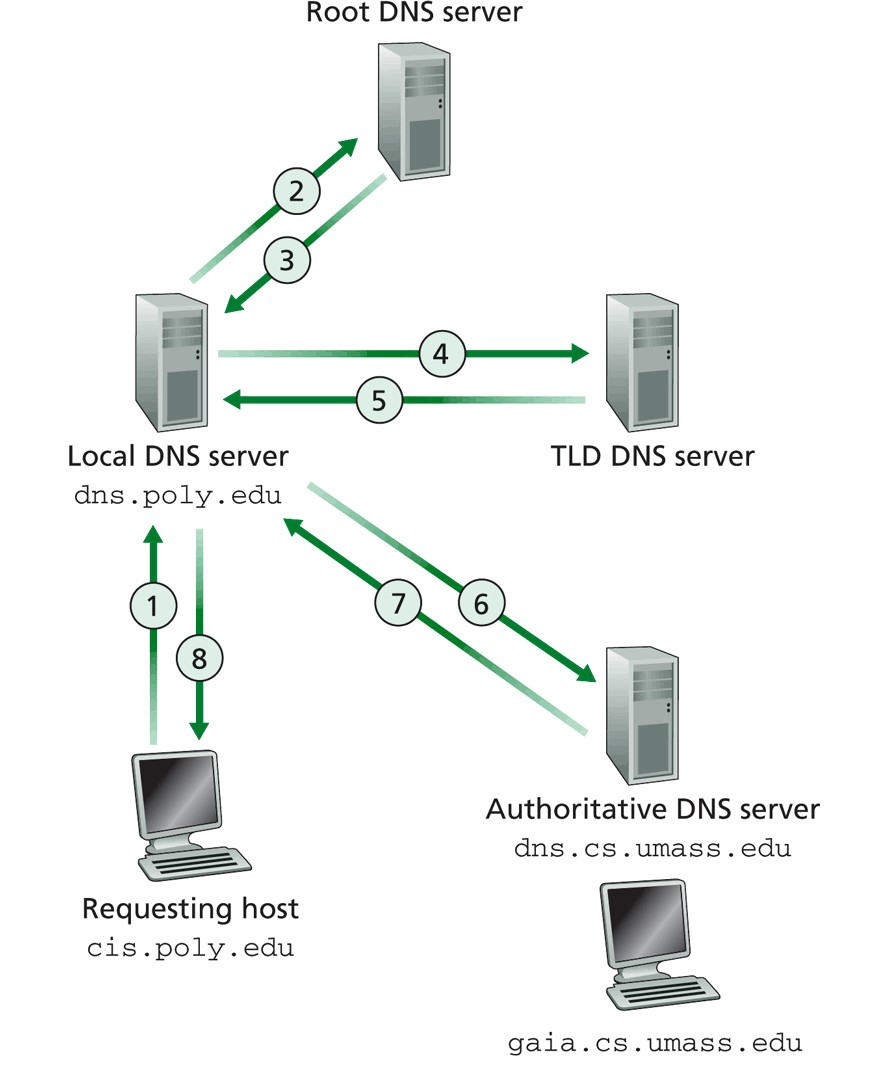 Root DNS server
2
3
4
5
Local DNS server
dns.poly.edu
TLD DNS server
1
8
7
6
Authoritative DNS server
dns.cs.umass.edu
Requesting host
cis.poly.edu
gaia.cs.umass.edu